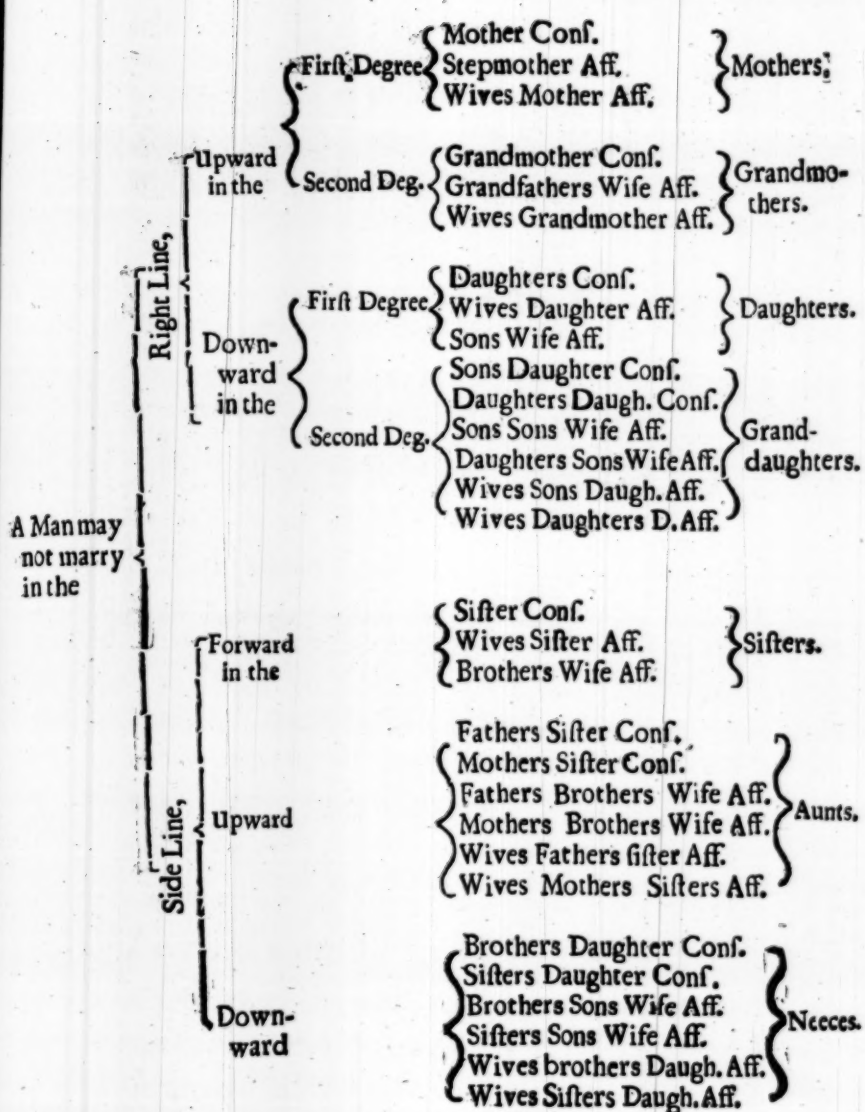 A Man may
not marry
in the
Right Line,
Upward
in the
Firſt Degree
Mother Conſ.
Stepmother Aff.
Wives Mother Aff.
Mothers.
Second Deg.
Grandmother Conſ.
Grandfathers Wife Aff.
Wives Grandmother Aff.
Grandmo-
thers.
Down-
ward
in the
Firſt Degree
Daughters Conſ.
Wives Daughter Aff.
Sons Wife Aff.
Daughters.
Second Deg.
Sons Daughter Conſ.
Daughters Daugh. Conſ.
Sons Sons Wife Aff.
Daughters Sons Wife Aff.
Wives Sons Daugh. Aff.
Wives Daughters D. Aff.
Grand-
daughters.
Side Line,
Forward
in the
Siſter Conſ.
Wives Siſter Aff.
Brothers Wife Aff.
Siſters.
Upward
Fathers Siſter Conſ.
Mothers Siſter Conſ.
Fathers Brothers Wife Aff.
Mothers Brothers Wife Aff.
Wives Fathers ſiſter Aff.
Wives Mothers Siſters Aff.
Aunts.
Down-
ward
Brothers Daughter Conſ.
Siſters Daughter Conſ.
Brothers Sons Wife Aff.
Siſters Sons Wife Aff.
Wives brothers Daugh. Aff.
Wives Siſters Daugh. Aff.
Neeces.